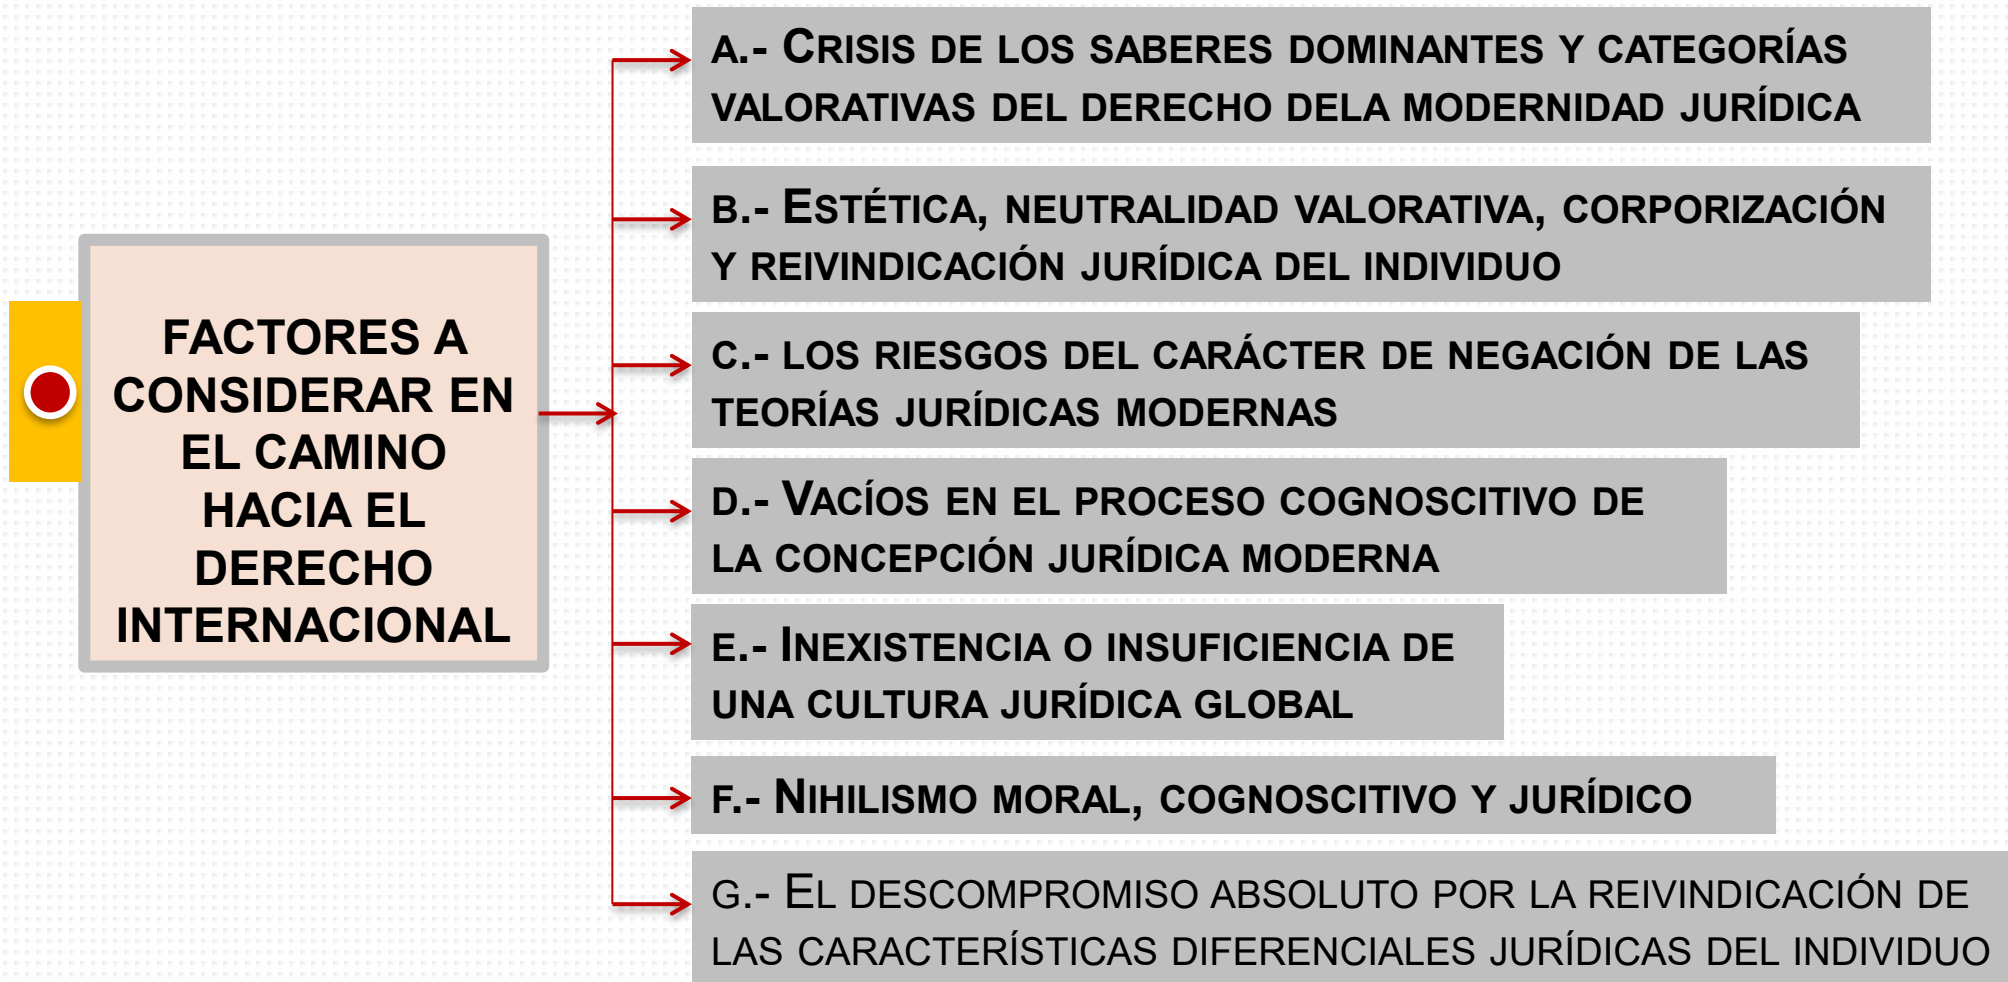 FACTORES A
CONSIDERAR EN
EL CAMINO
HACIA EL
DERECHO
INTERNACIONAL
A.- CRISIS DE LOS SABERES DOMINANTES Y CATEGORÍAS
VALORATIVAS DEL DERECHO DELA MODERNIDAD JURÍDICA
B.- ESTÉTICA, NEUTRALIDAD VALORATIVA, CORPORIZACIÓN
Y REIVINDICACIÓN JURÍDICA DEL INDIVIDUO
C.- LOS RIESGOS DEL CARÁCTER DE NEGACIÓN DE LAS
TEORÍAS JURÍDICAS MODERNAS
D.- VACÍOS EN EL PROCESO COGNOSCITIVO DE
LA CONCEPCIÓN JURÍDICA MODERNA
E.- INEXISTENCIA O INSUFICIENCIA DE
UNA CULTURA JURÍDICA GLOBAL
F.- NIHILISMO MORAL, COGNOSCITIVO Y JURÍDICO
G.- EL DESCOMPROMISO ABSOLUTO POR LA REIVINDICACIÓN DE
LAS CARACTERÍSTICAS DIFERENCIALES JURÍDICAS DEL INDIVIDUO